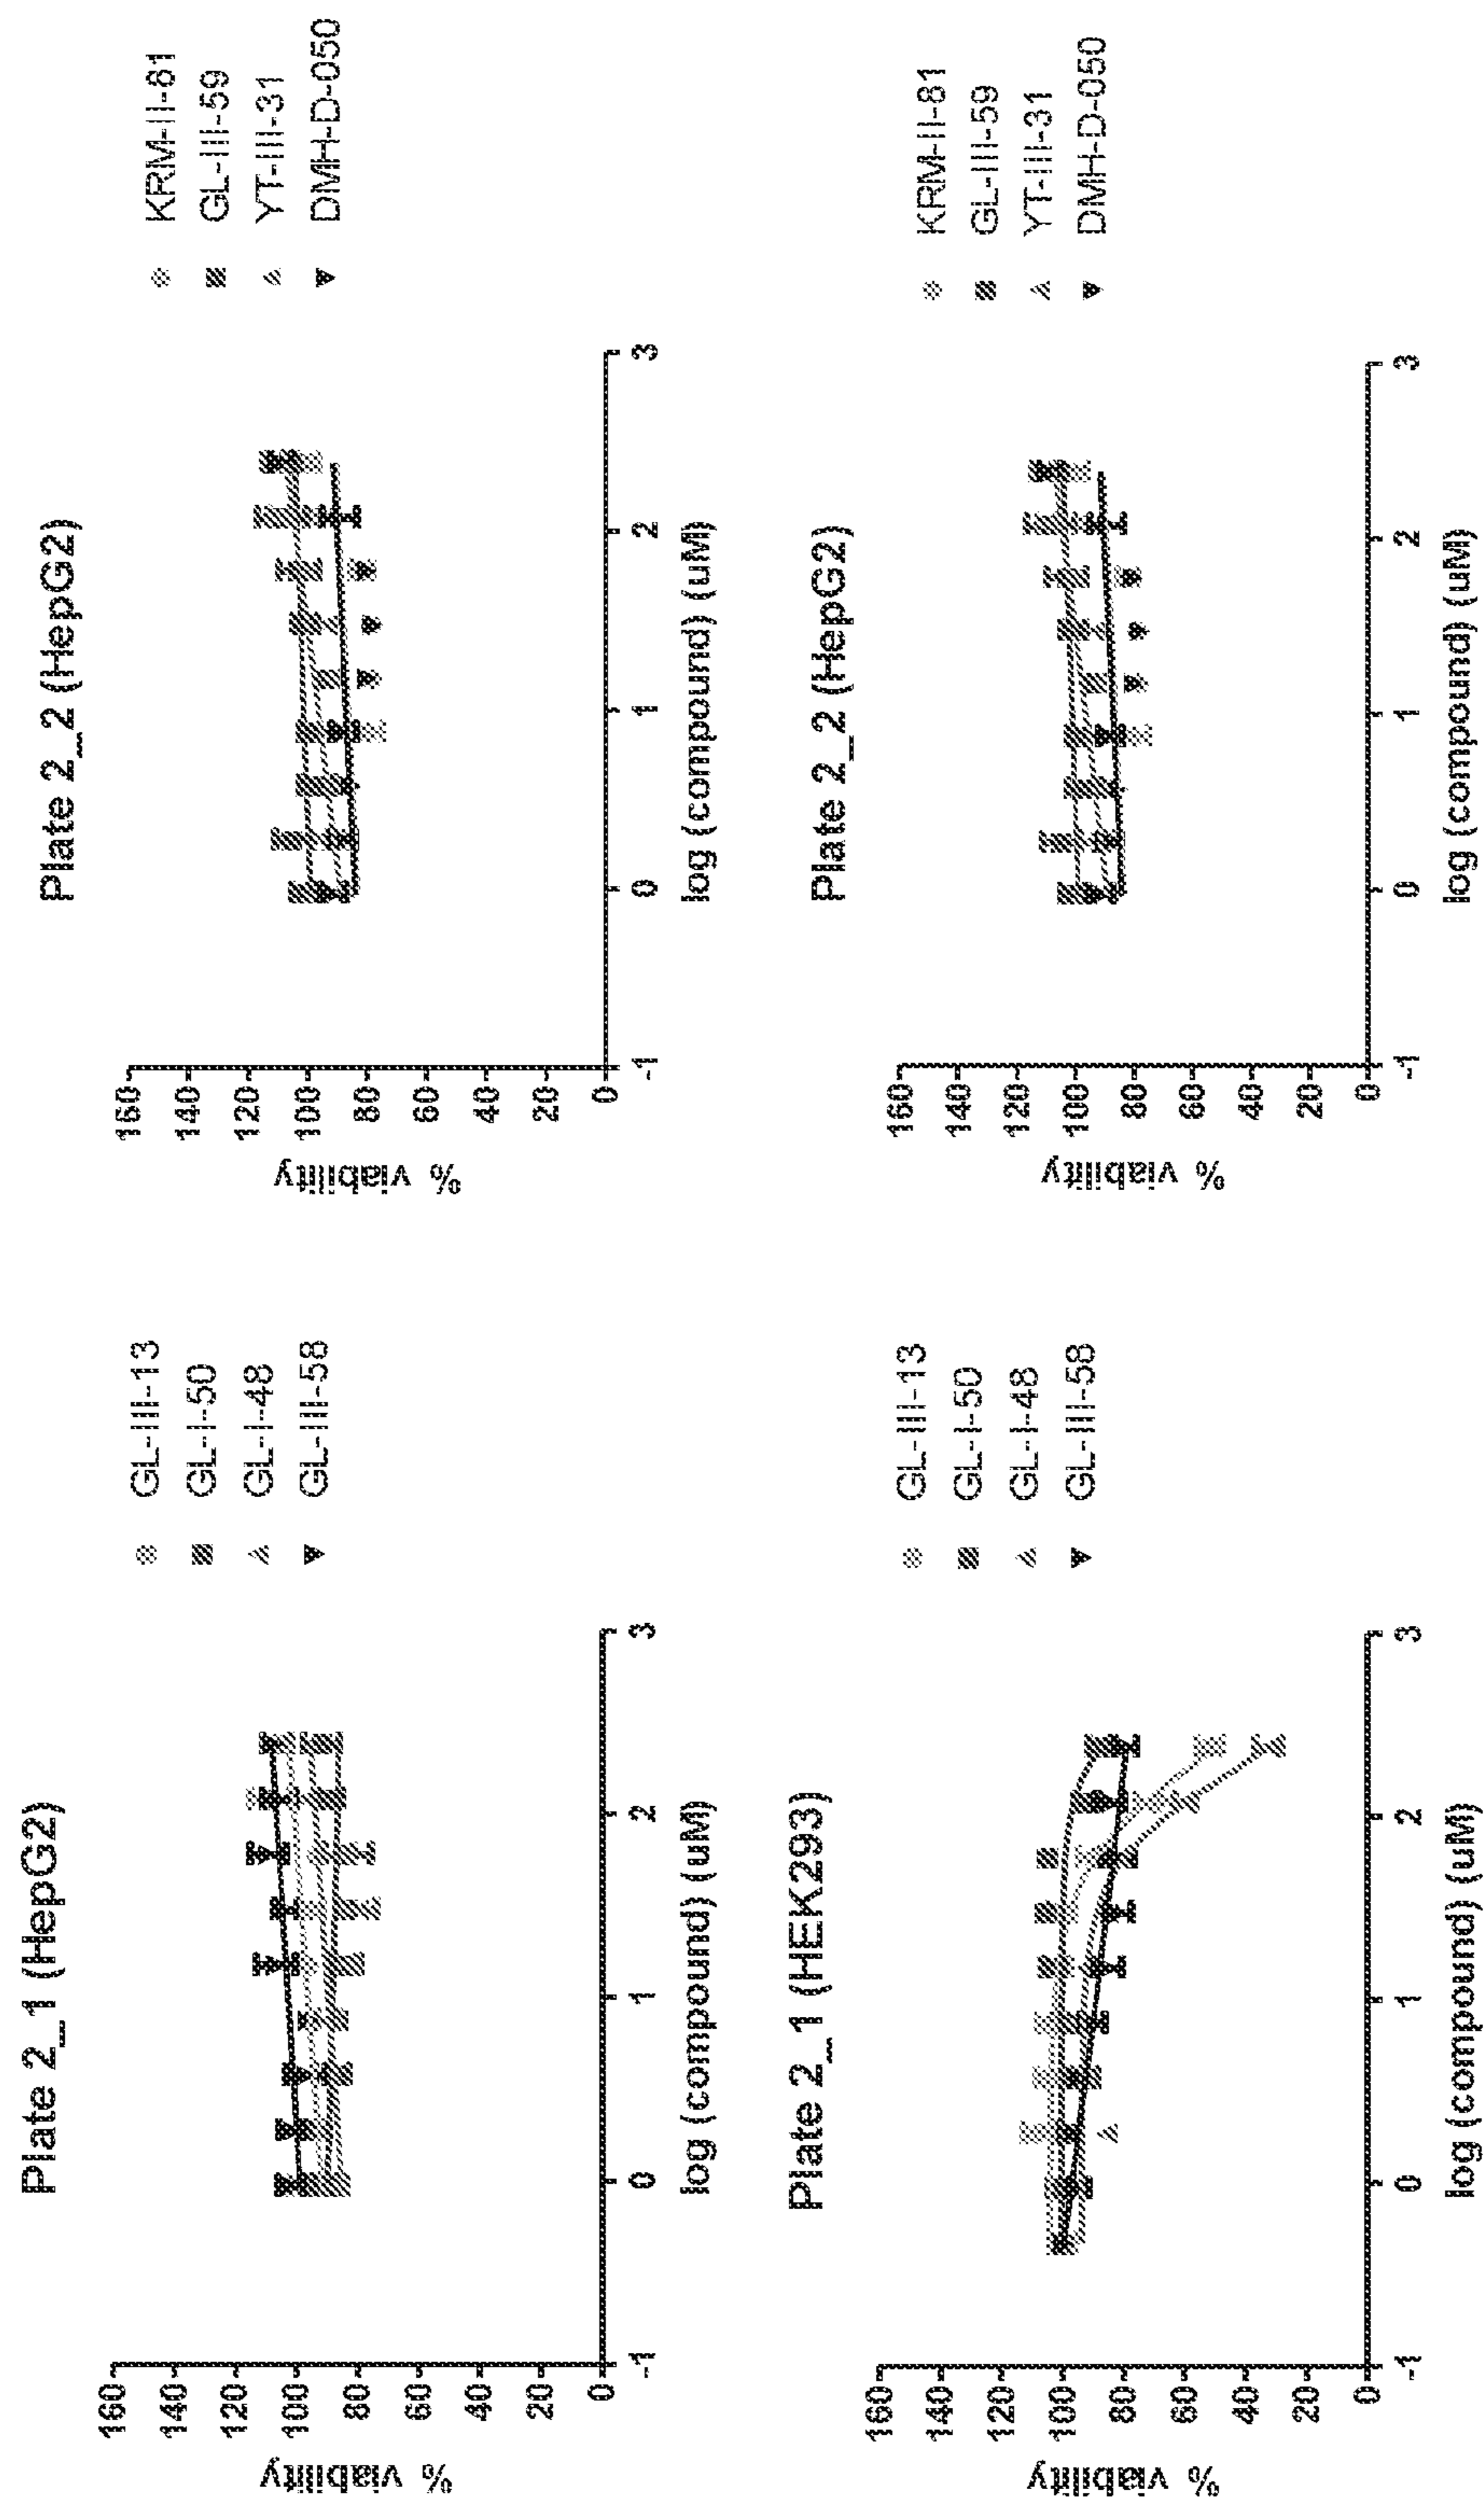 Plate 2_1 (HepG2)
% viability
160
140
120
100
80
60
40
20
0
-1
0
1
2
3
log (compound) (uM)
GL-III-13
GL-I-50
GL-I-48
GL-III-58
Plate 2_2 (HepG2)
% viability
160
140
120
100
80
60
40
20
0
-1
0
1
2
3
log (compound) (uM)
KRM-II-81
GL-III-59
YT-III-31
DMH-D-050
Plate 2_1 (HEK293)
% viability
160
140
120
100
80
60
40
20
0
-1
0
1
2
3
log (compound) (uM)
GL-III-13
GL-I-50
GL-I-48
GL-III-58
Plate 2_2 (HepG2)
% viability
160
140
120
100
80
60
40
20
0
-1
0
1
2
3
log (compound) (uM)
KRM-II-81
GL-III-59
YT-III-31
DMH-D-050